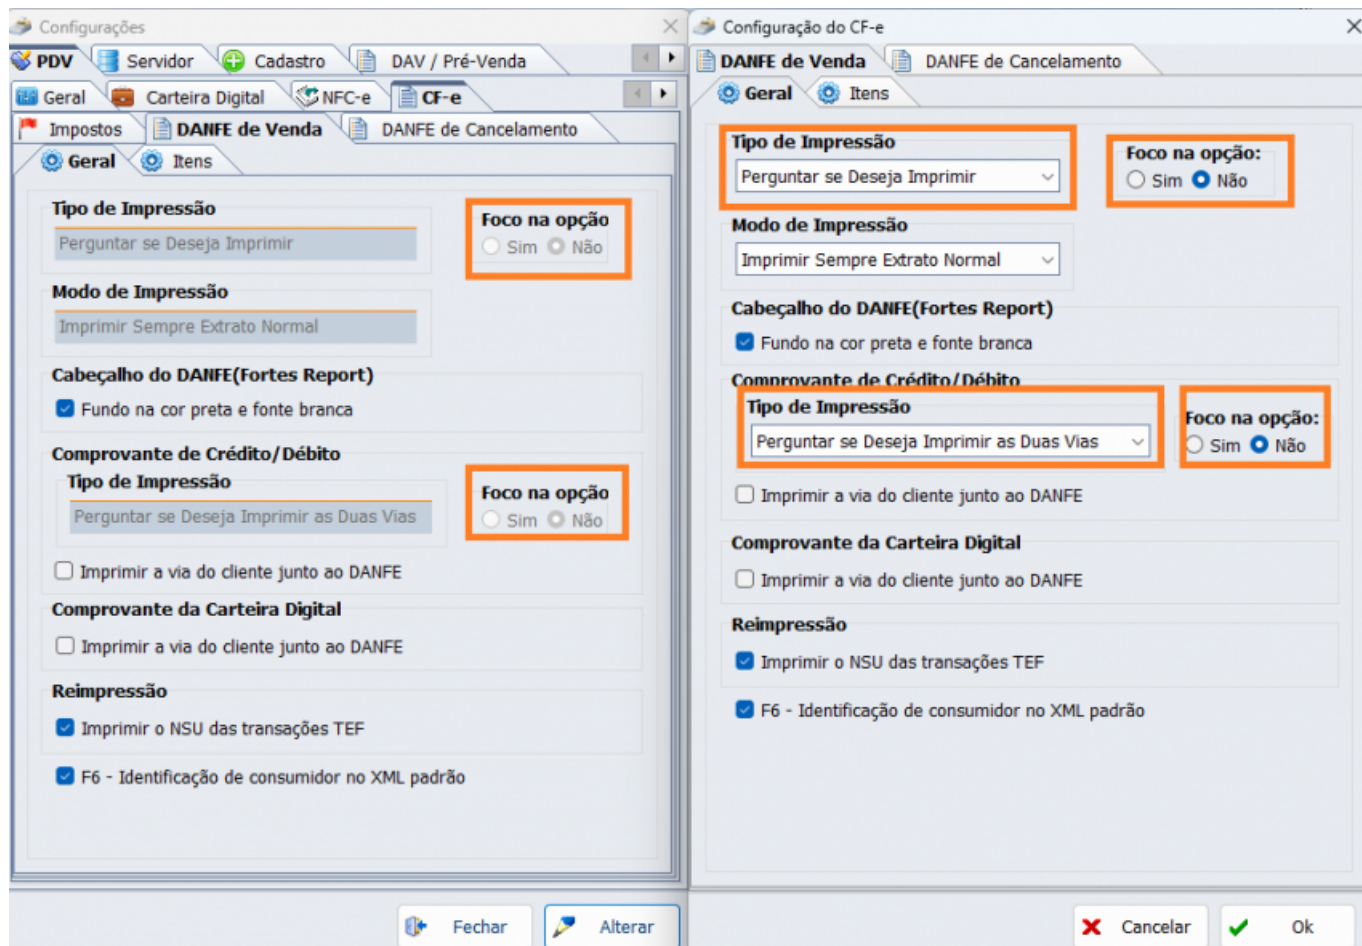 Configurações
PDV Servidor Cadastro DAV / Pré-Venda
Geral Carteira Digital NFC-e CF-e
Impostos DANFE de Venda DANFE de Cancelamento
Geral Itens
Tipo de Impressão
Perguntar se Deseja Imprimir
Foco na opção
Sim Não
Modo de Impressão
Imprimir Sempre Extrato Normal
Cabeçalho do DANFE(Fortes Report)
Fundo na cor preta e fonte branca
Comprovante de Crédito/Débito
Tipo de Impressão
Perguntar se Deseja Imprimir as Duas Vias
Foco na opção
Sim Não
Imprimir a via do cliente junto ao DANFE
Comprovante da Carteira Digital
Imprimir a via do cliente junto ao DANFE
Reimpressão
Imprimir o NSU das transações TEF
F6 - Identificação de consumidor no XML padrão
Fechar Alterar
Configuração do CF-e
DANFE de Venda DANFE de Cancelamento
Geral Itens
Tipo de Impressão
Perguntar se Deseja Imprimir
Foco na opção:
Sim Não
Modo de Impressão
Imprimir Sempre Extrato Normal
Cabeçalho do DANFE(Fortes Report)
Fundo na cor preta e fonte branca
Comprovante de Crédito/Débito
Tipo de Impressão
Perguntar se Deseja Imprimir as Duas Vias
Foco na opção:
Sim Não
Imprimir a via do cliente junto ao DANFE
Comprovante da Carteira Digital
Imprimir a via do cliente junto ao DANFE
Reimpressão
Imprimir o NSU das transações TEF
F6 - Identificação de consumidor no XML padrão
Cancelar Ok